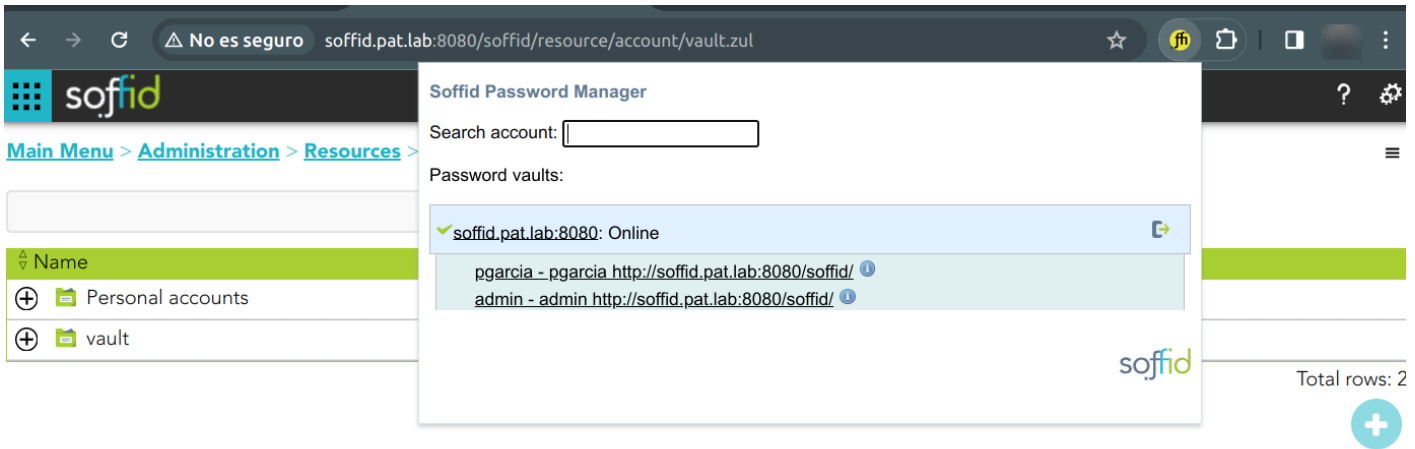 No es seguro soffid.pat.lab:8080/soffid/resource/account/vault.zul
soffid
?
Main Menu > Administration > Resources >
Soffid Password Manager
Search account:
Password vaults:
soffid.pat.lab:8080: Online
pgarcia - pgarcia http://soffid.pat.lab:8080/soffid/
admin - admin http://soffid.pat.lab:8080/soffid/
soffid
Name
Personal accounts
vault
Total rows: 2